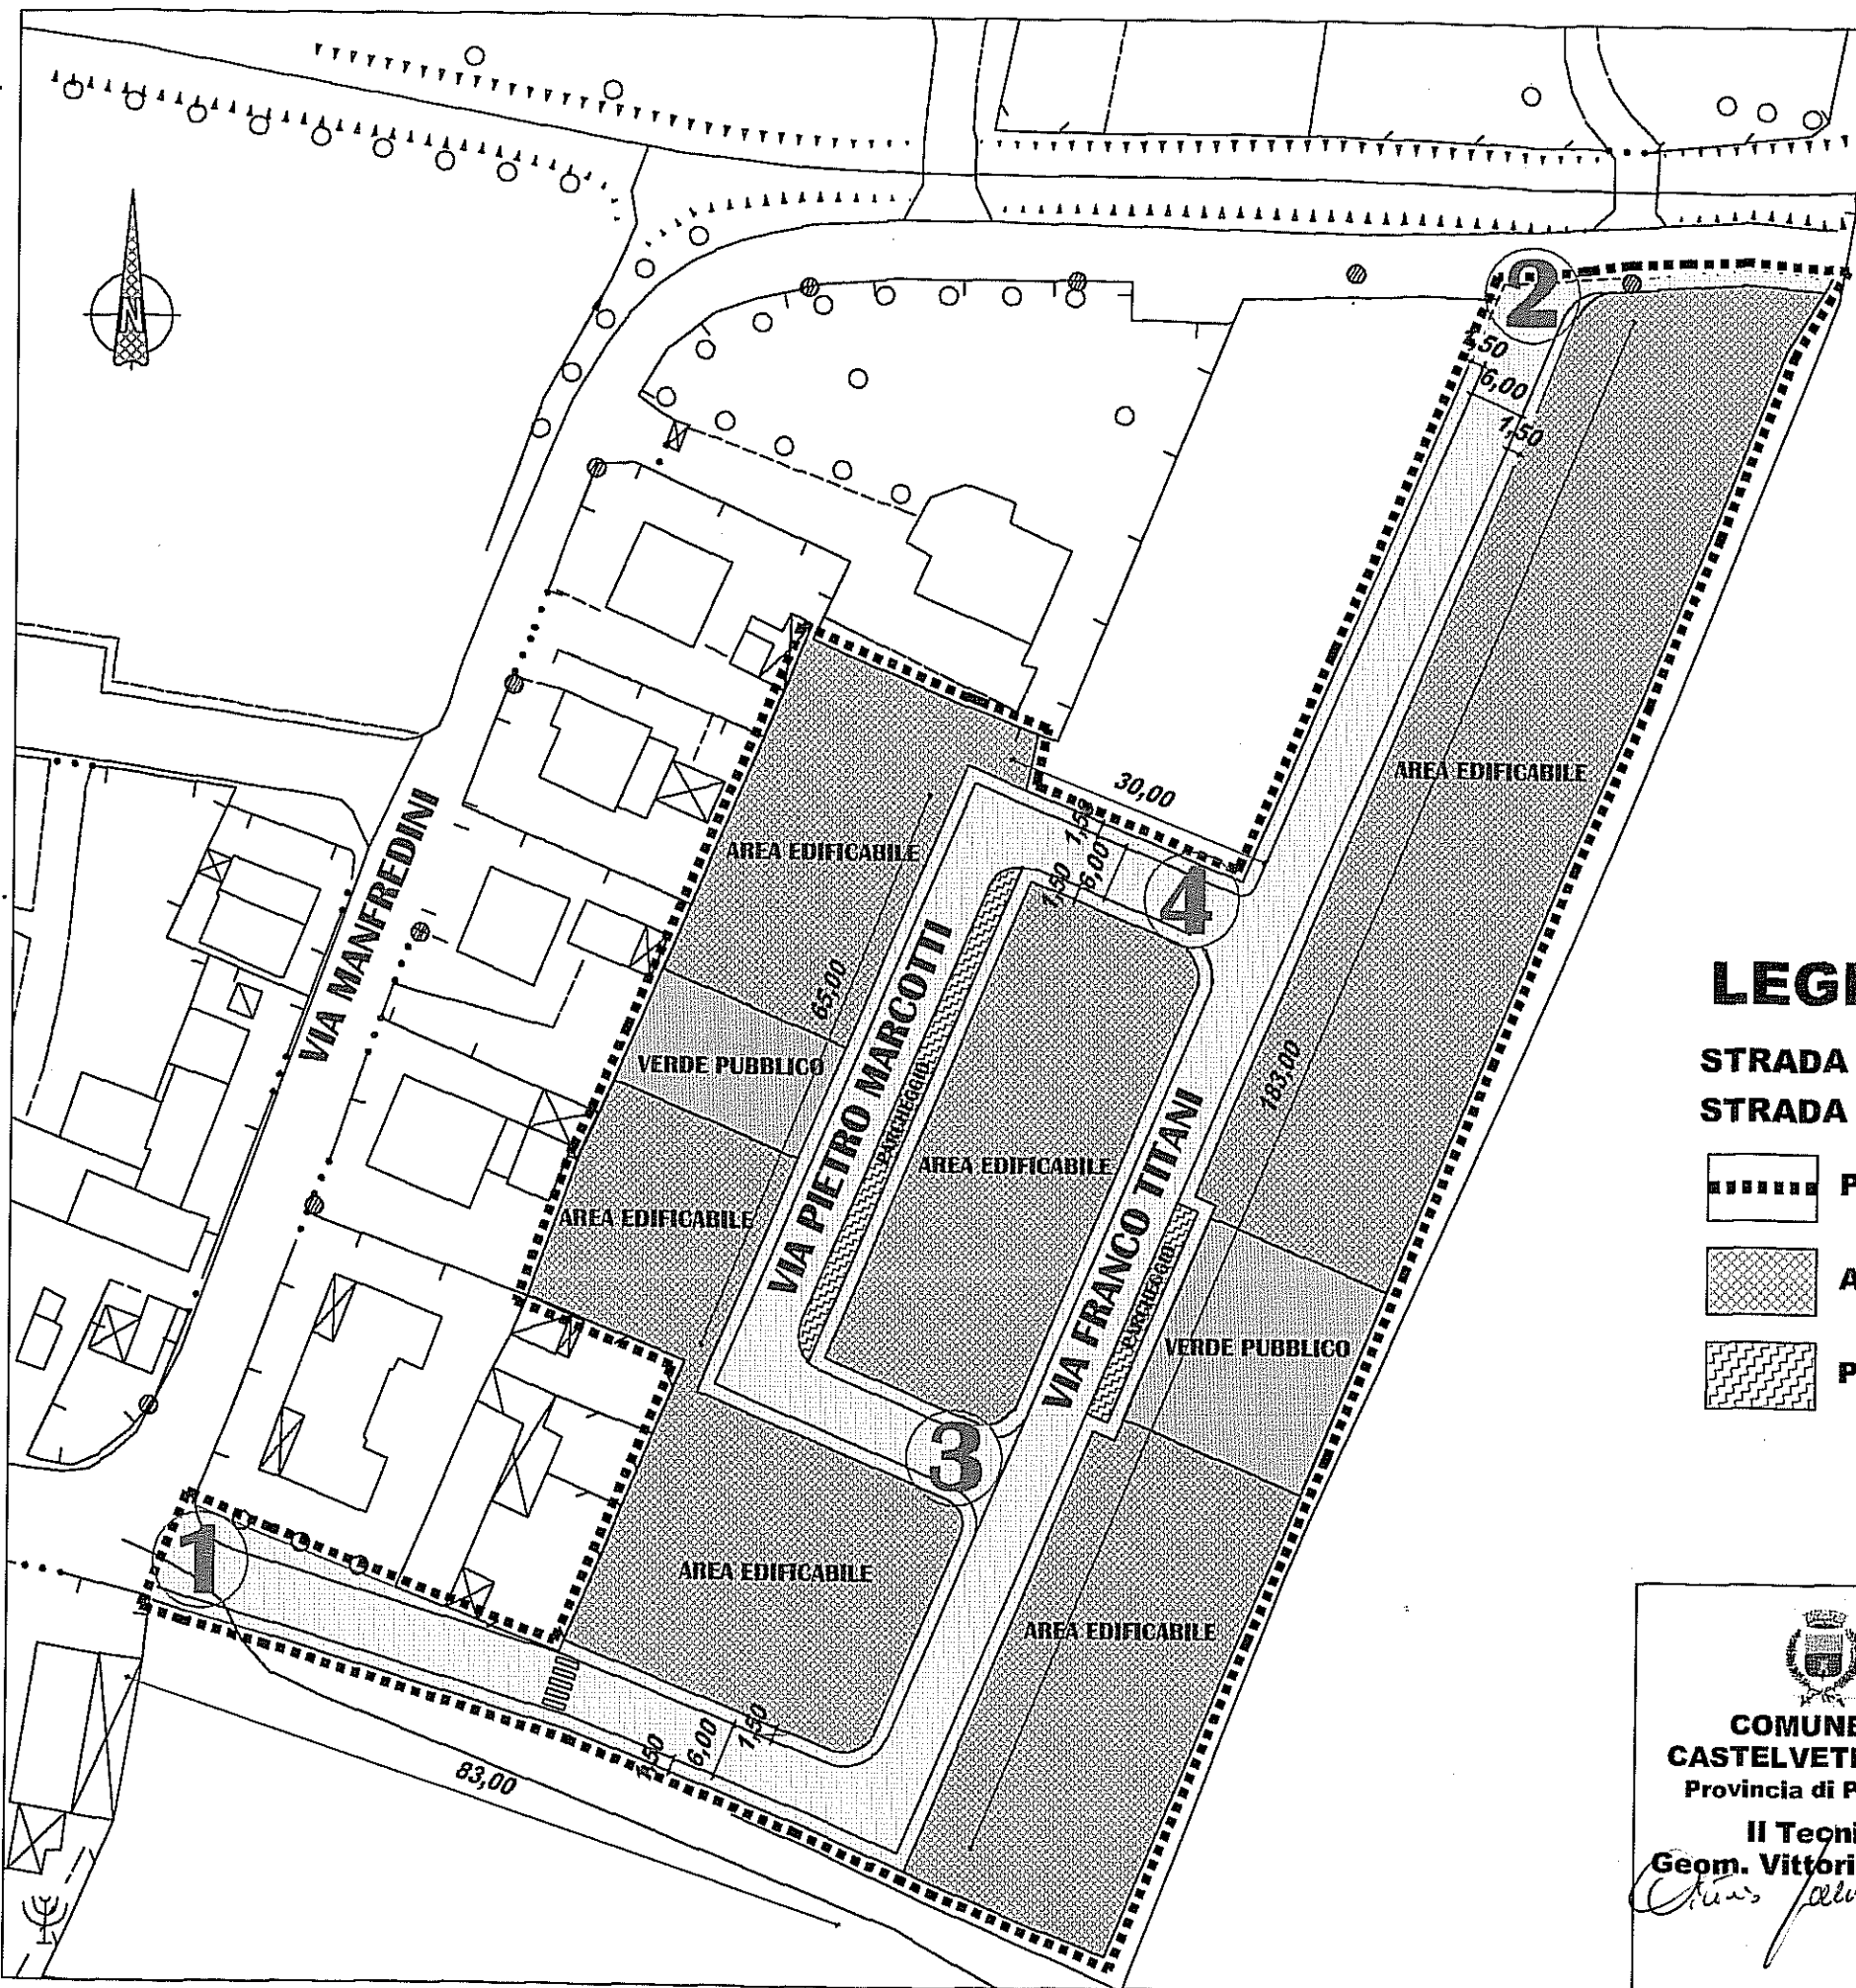 N
2
,50
6,00
1,50
AREA EDIFICABILE
30,00
1,50
6,00
1,50
4
AREA EDIFICABILE
VIA MANFREDINI
65,00
VERDE PUBBLICO
VIA PIETRO MARCOTTI
PARCHEGGIO
AREA EDIFICABILE
183,00
VIA FRANCO TITANI
AREA EDIFICABILE
PARCHEGGIO
VERDE PUBBLICO
3
1
AREA EDIFICABILE
AREA EDIFICABILE
1,50
6,00
1,50
83,00
LEGE
STRADA
STRADA
P
A
P
COMUNE
CASTELVETR
Provincia di P
Il Tecni
Geom. Vittori